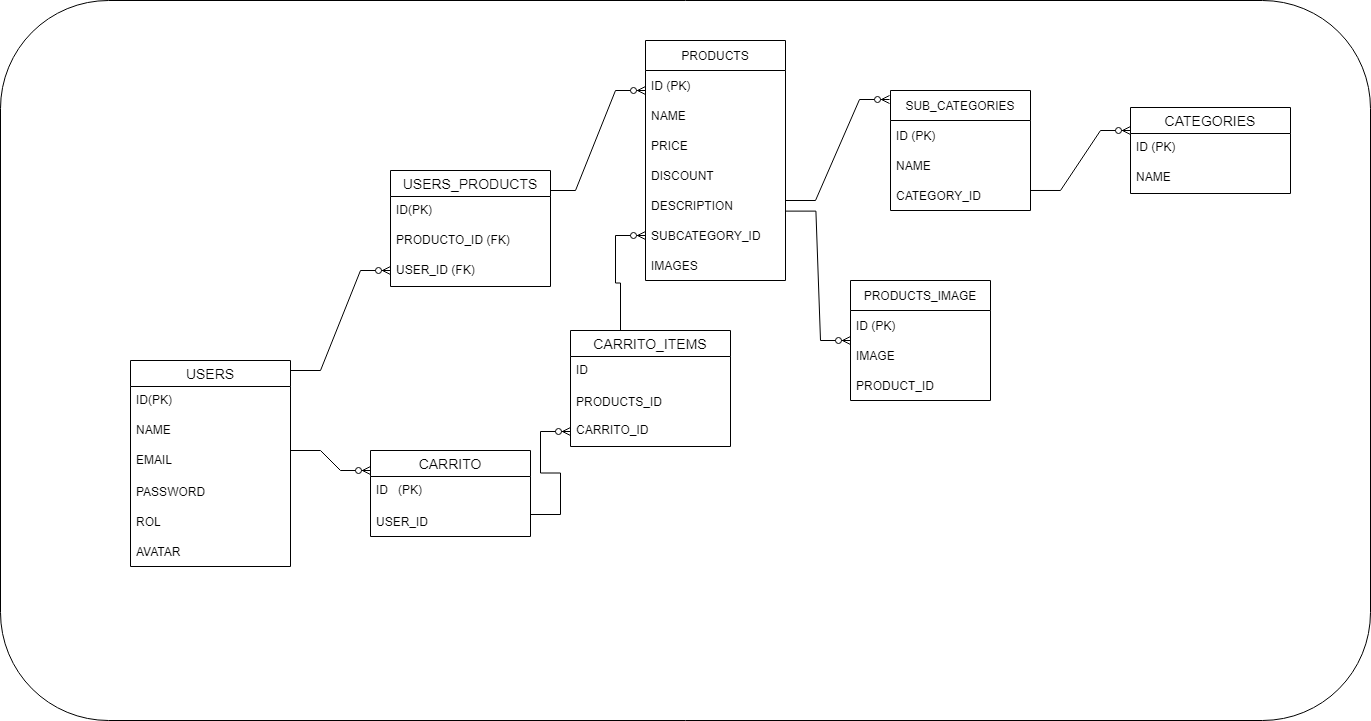 PRODUCTS
ID (PK)
NAME
PRICE
DISCOUNT
DESCRIPTION
SUBCATEGORY_ID
IMAGES
SUB_CATEGORIES
ID (PK)
NAME
CATEGORY_ID
CATEGORIES
ID (PK)
NAME
USERS_PRODUCTS
ID(PK)
PRODUCTO_ID (FK)
USER_ID (FK)
PRODUCTS_IMAGE
ID (PK)
IMAGE
PRODUCT_ID
CARRITO_ITEMS
ID
PRODUCTS_ID
CARRITO_ID
USERS
ID(PK)
NAME
EMAIL
PASSWORD
ROL
AVATAR
CARRITO
ID (PK)
USER_ID